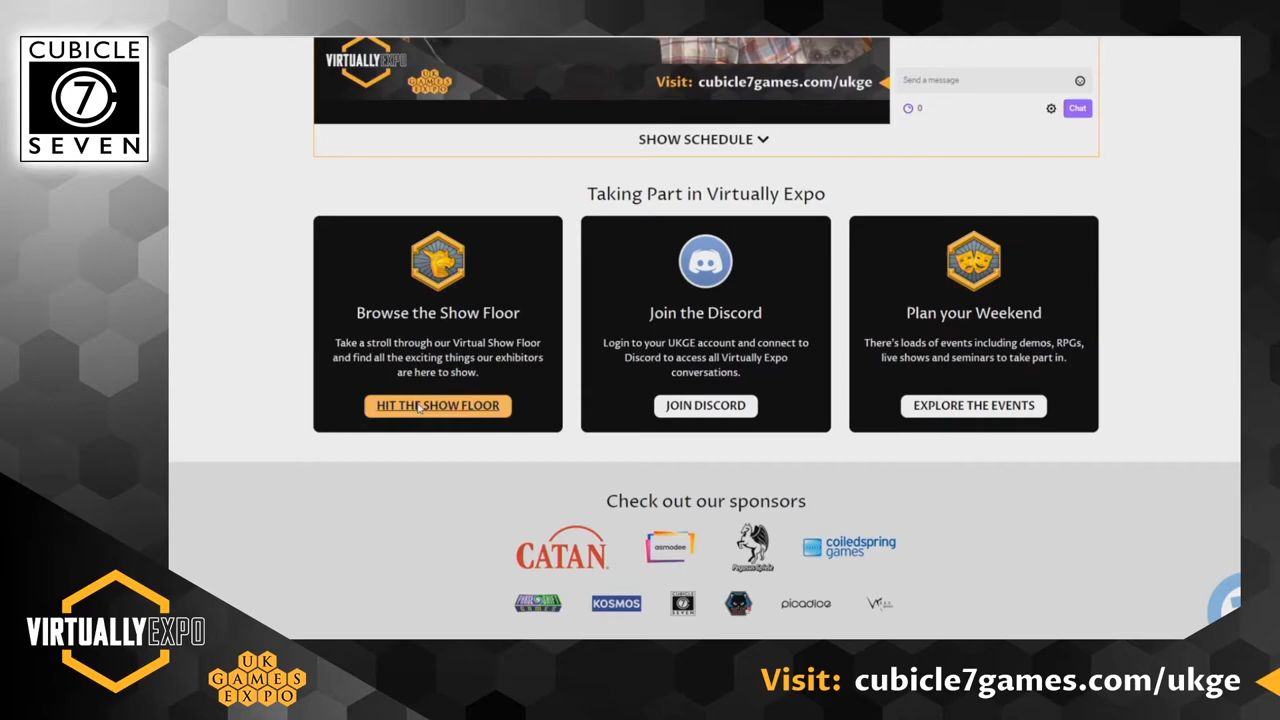 CUBICLE
7
SEVEN
VIRTUALLY EXPO
UK
GAMES
EXPO
Visit: cubicle7games.com/ukge
Send a message
0
Chat
SHOW SCHEDULE
Taking Part in Virtually Expo
Browse the Show Floor
Take a stroll through our Virtual Show Floor
and find all the exciting things our exhibitors
are here to show.
HIT THE SHOW FLOOR
Join the Discord
Login to your UKGE account and connect to
Discord to access all Virtually Expo
conversations.
JOIN DISCORD
Plan your Weekend
There's loads of events including demos, RPGs,
live shows and seminars to take part in.
EXPLORE THE EVENTS
Check out our sponsors
CATAN
asmodee
Pegasus Spiele
coiledspring
games
KOSMOS
CUBICLE
7
SEVEN
picadice
VIRTUALLY EXPO
UK
GAMES
EXPO
Visit: cubicle7games.com/ukge